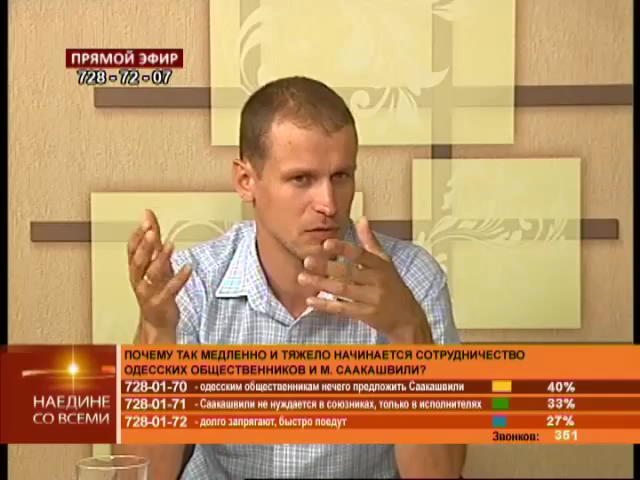 ПРЯМОЙ ЭФИР
728 - 72 - 07
НАЕДИНЕ
СО ВСЕМИ
ПОЧЕМУ ТАК МЕДЛЕННО И ТЯЖЕЛО НАЧИНАЕТСЯ СОТРУДНИЧЕСТВО
ОДЕССКИХ ОБЩЕСТВЕННИКОВ И М. СААКАШВИЛИ?
728-01-70 - одесским общественникам нечего предложить Саакашвили 40%
728-01-71 - Саакашвили не нуждается в союзниках, только в исполнителях 33%
728-01-72 - долго запрягают, быстро поедут 27%
Звонков: 351